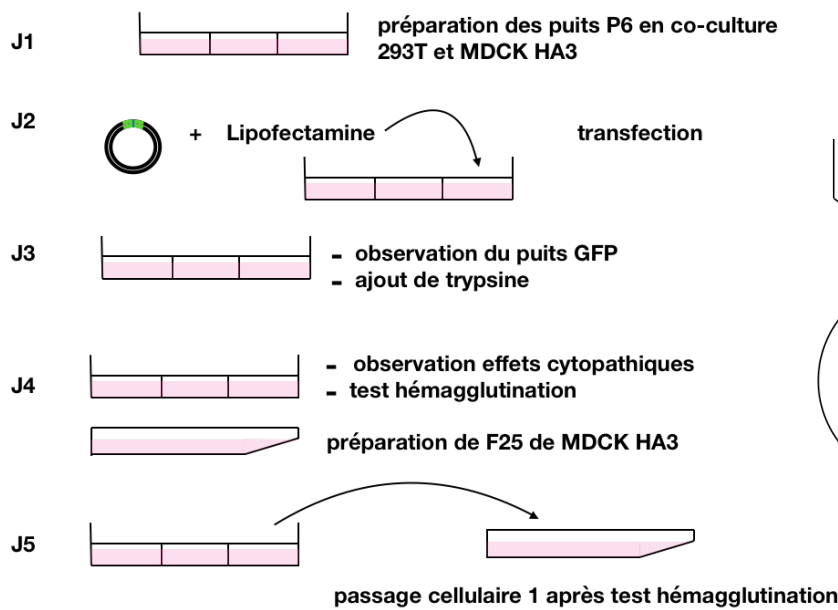 J1
préparation des puits P6 en co-culture
293T et MDCK HA3
J2
+ Lipofectamine
transfection
J3
- observation du puits GFP
- ajout de trypsine
J4
- observation effets cytopathiques
- test hémagglutination
préparation de F25 de MDCK HA3
J5
passage cellulaire 1 après test hémagglutination